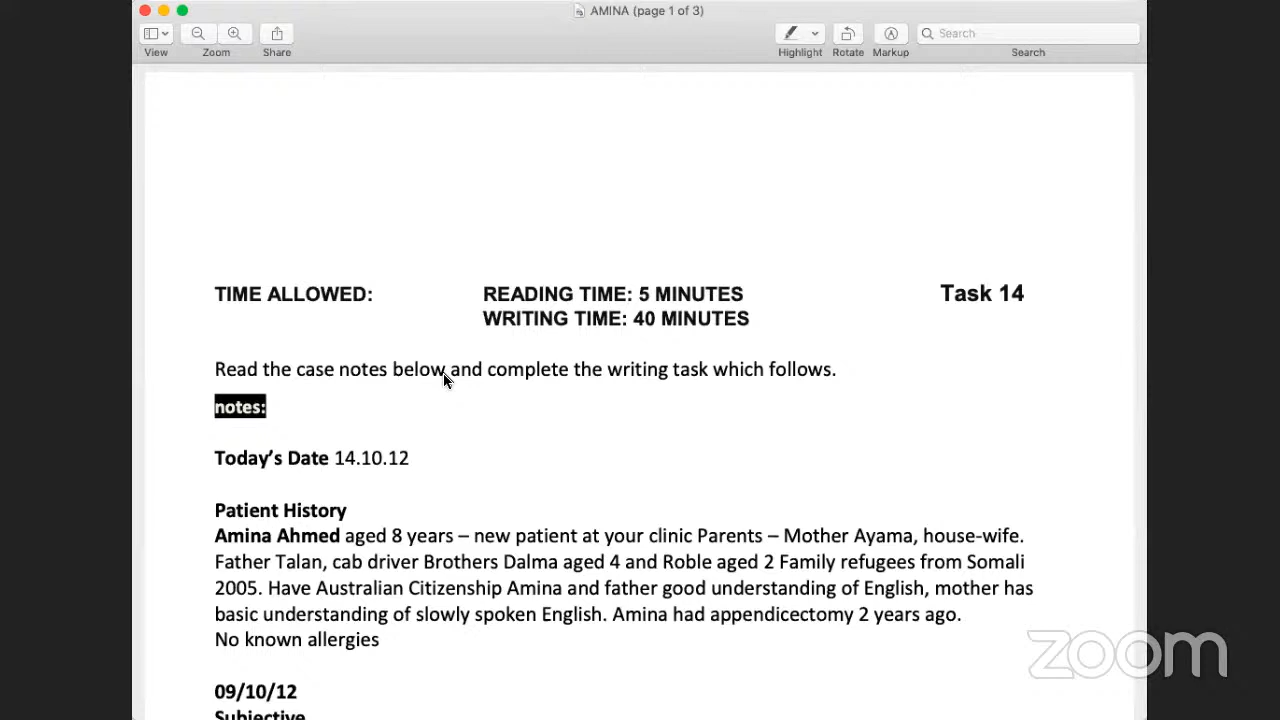 AMINA (page 1 of 3)
View
Zoom
Share
Highlight
Rotate
Markup
Search
Search
TIME ALLOWED:
READING TIME: 5 MINUTES
Task 14
WRITING TIME: 40 MINUTES
Read the case notes below and complete the writing task which follows.
notes:
Today’s Date 14.10.12
Patient History
Amina Ahmed aged 8 years – new patient at your clinic Parents – Mother Ayama, house-wife.
Father Talan, cab driver Brothers Dalma aged 4 and Roble aged 2 Family refugees from Somali
2005. Have Australian Citizenship Amina and father good understanding of English, mother has
basic understanding of slowly spoken English. Amina had appendicectomy 2 years ago.
No known allergies
09/10/12
Subjective
zoom